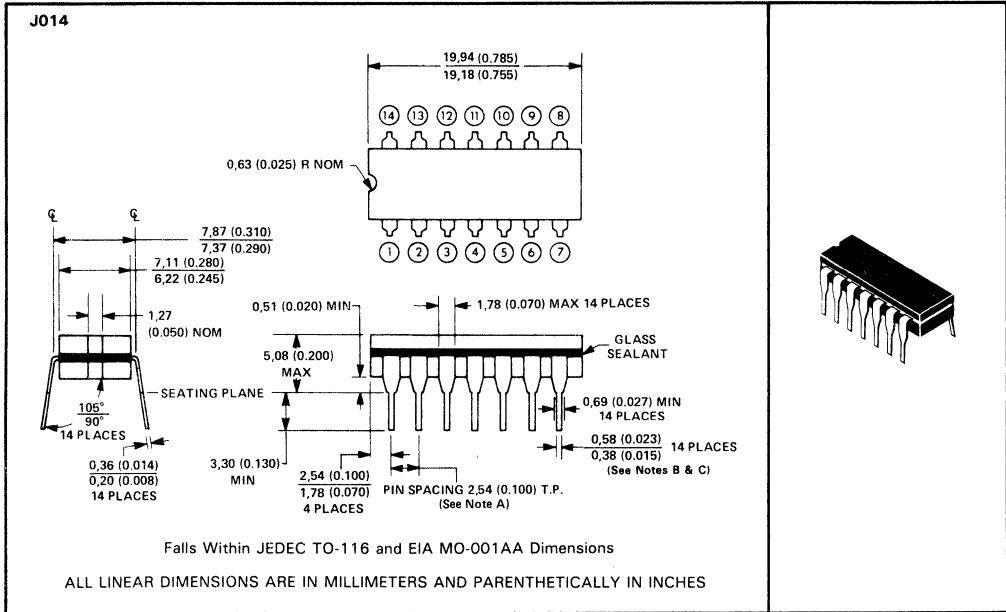 J014
19,94 (0.785)
19,18 (0.755)
14 13 12 11 10 9 8
0,63 (0.025) R NOM
1 2 3 4 5 6 7
℄ ℄
7,87 (0.310)
7,37 (0.290)
7,11 (0.280)
6,22 (0.245)
1,27
(0.050) NOM
0,51 (0.020) MIN
1,78 (0.070) MAX 14 PLACES
5,08 (0.200)
MAX
GLASS
SEALANT
SEATING PLANE
105°
90°
14 PLACES
0,36 (0.014)
0,20 (0.008)
14 PLACES
3,30 (0.130)
MIN
2,54 (0.100)
1,78 (0.070)
4 PLACES
PIN SPACING 2,54 (0.100) T.P.
(See Note A)
0,69 (0.027) MIN
14 PLACES
0,58 (0.023)
0,38 (0.015)
14 PLACES
(See Notes B & C)
Falls Within JEDEC TO-116 and EIA MO-001AA Dimensions
ALL LINEAR DIMENSIONS ARE IN MILLIMETERS AND PARENTHETICALLY IN INCHES